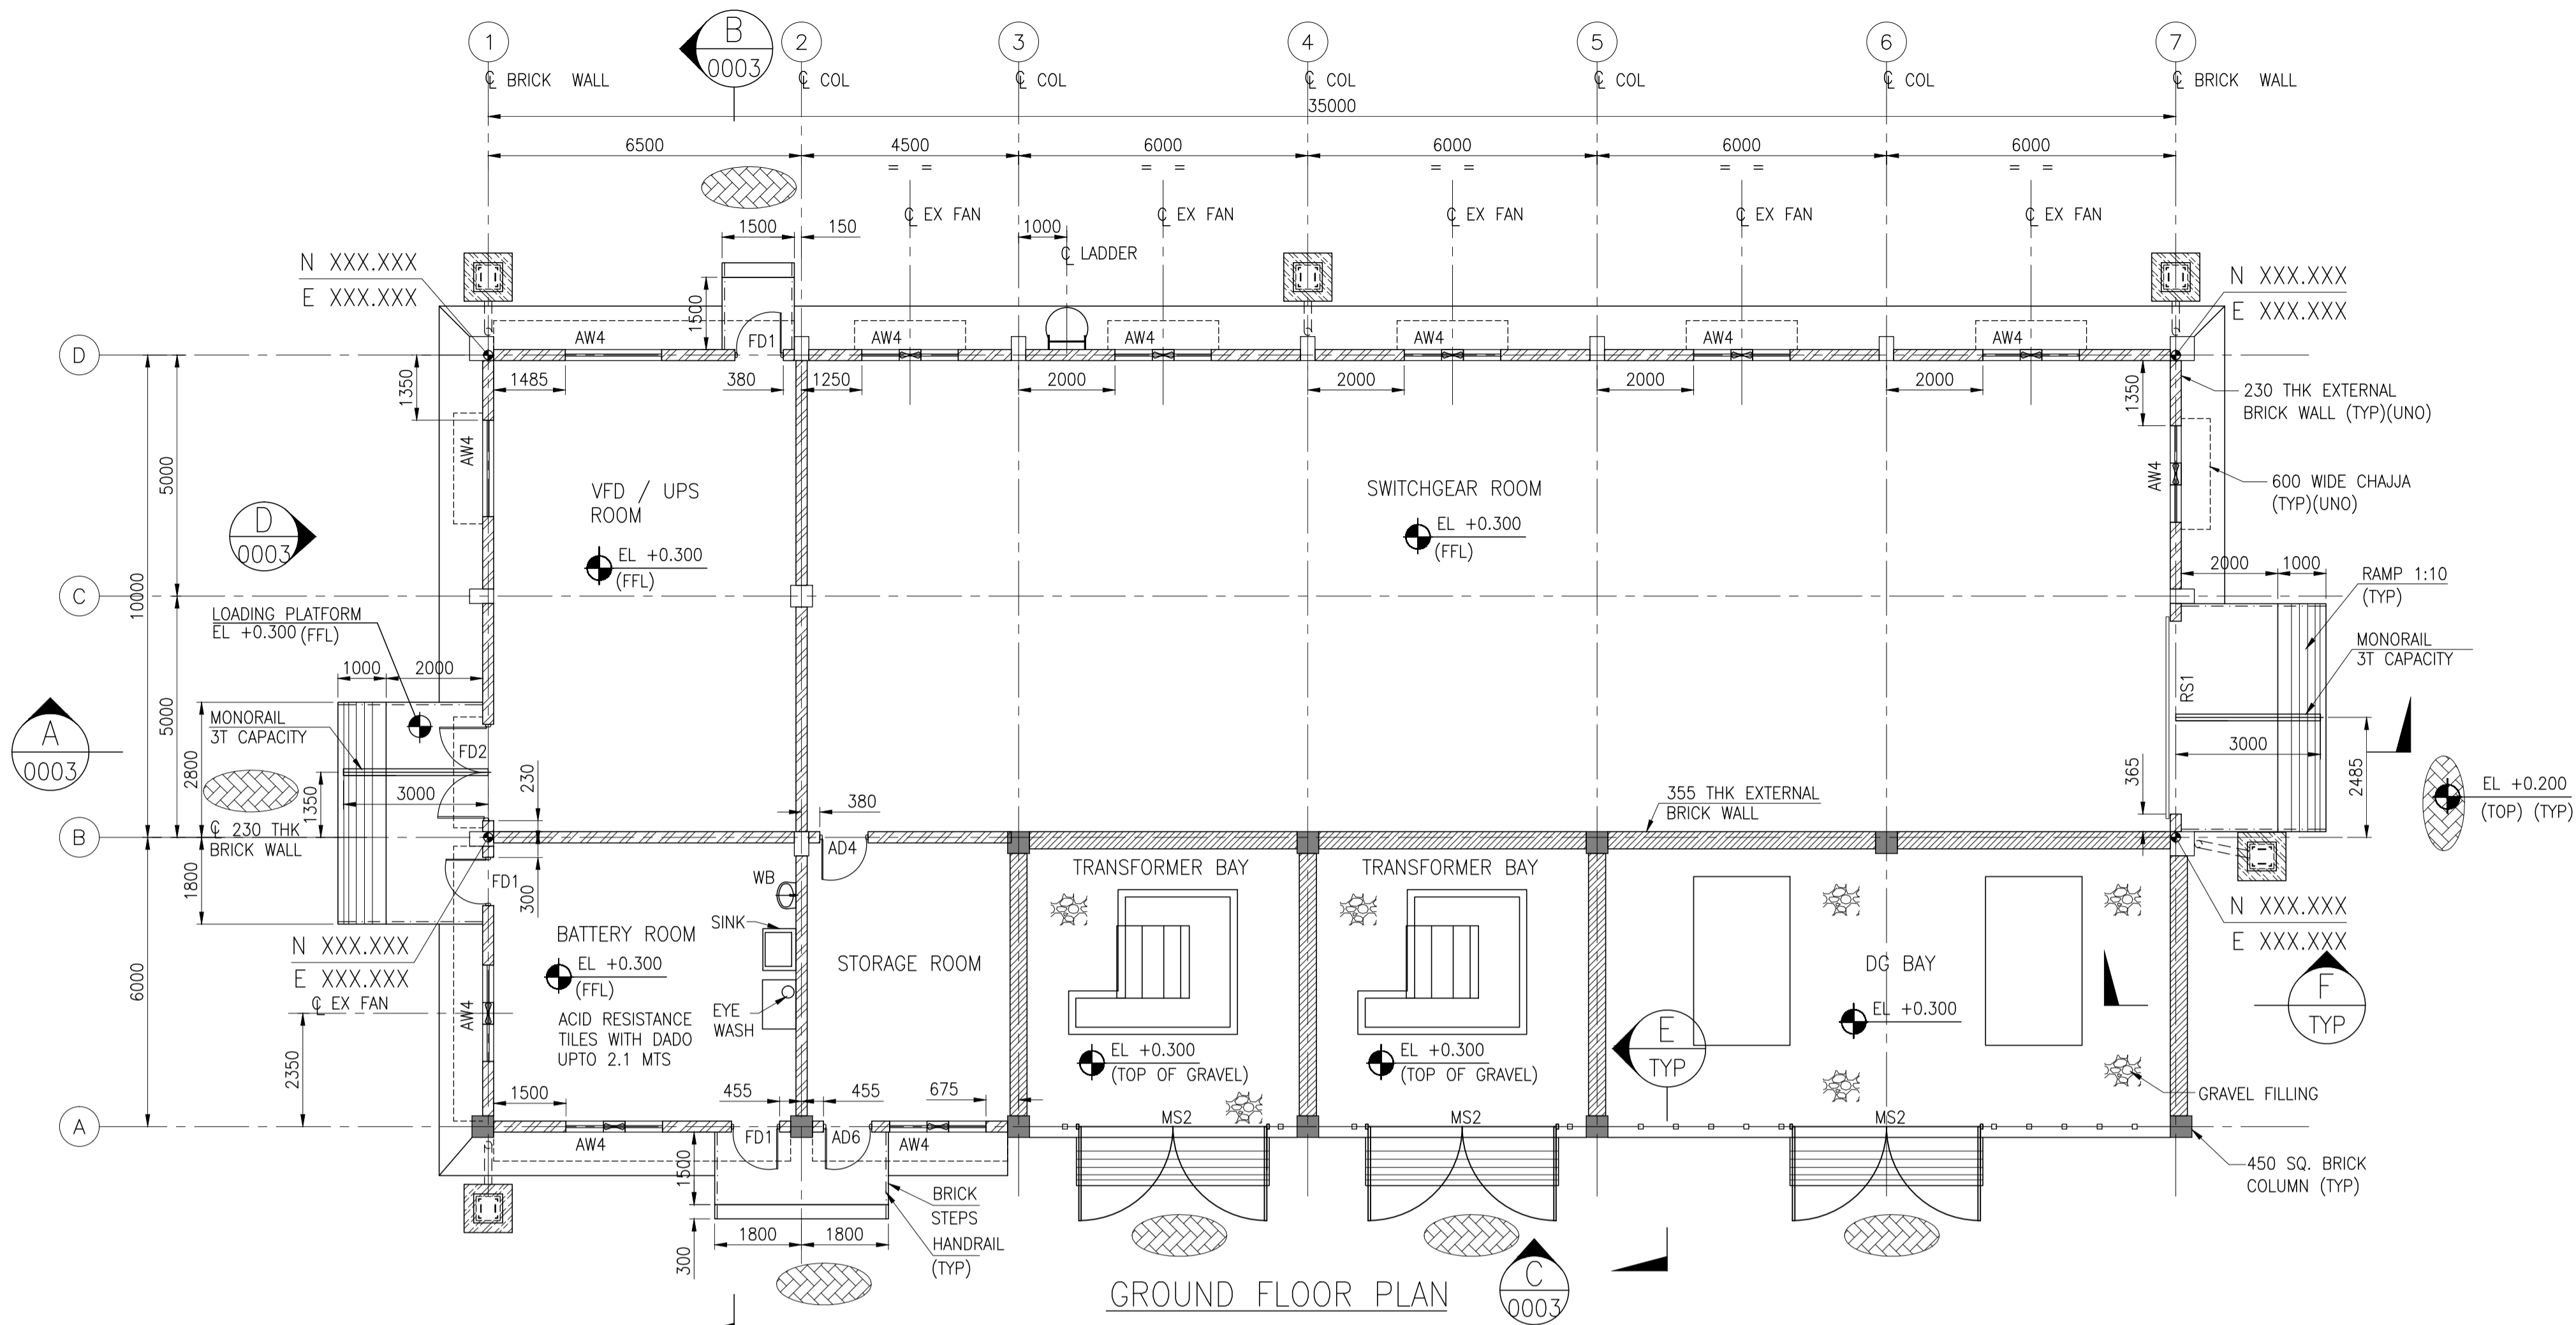 1
B
0003
2
3
4
5
6
7
℄ BRICK WALL
℄ COL
℄ COL
℄ COL
℄ COL
℄ COL
℄ BRICK WALL
35000
6500
4500
6000
6000
6000
6000
= =
= =
= =
= =
= =
1500
150
℄ EX FAN
1000
℄ EX FAN
℄ EX FAN
℄ EX FAN
℄ EX FAN
℄ LADDER
N XXX.XXX
E XXX.XXX
N XXX.XXX
E XXX.XXX
1500
AW4
FD1
AW4
AW4
AW4
AW4
AW4
D
1350
1485
380
1250
2000
2000
2000
2000
1350
230 THK EXTERNAL
BRICK WALL (TYP)(UNO)
AW4
5000
AW4
VFD / UPS
ROOM
EL +0.300
(FFL)
SWITCHGEAR ROOM
EL +0.300
(FFL)
600 WIDE CHAJJA
(TYP)(UNO)
D
0003
C
10000
2000
1000
RAMP 1:10
(TYP)
LOADING PLATFORM
EL +0.300 (FFL)
MONORAIL
3T CAPACITY
1000
2000
5000
RS1
A
0003
MONORAIL
3T CAPACITY
FD2
2800
1350
3000
230
3000
365
2485
EL +0.200
(TOP) (TYP)
380
355 THK EXTERNAL
BRICK WALL
B
℄ 230 THK
BRICK WALL
AD4
1800
FD1
300
WB
TRANSFORMER BAY
TRANSFORMER BAY
SINK
BATTERY ROOM
EL +0.300
(FFL)
STORAGE ROOM
DG BAY
EL +0.300
N XXX.XXX
E XXX.XXX
N XXX.XXX
E XXX.XXX
℄ EX FAN
F
TYP
6000
AW4
ACID RESISTANCE
TILES WITH DADO
UPTO 2.1 MTS
EYE
WASH
E
TYP
2350
EL +0.300
(TOP OF GRAVEL)
EL +0.300
(TOP OF GRAVEL)
GRAVEL FILLING
1500
455
455
675
A
AW4
FD1
AD6
AW4
MS2
MS2
MS2
1500
300
1800
1800
BRICK
STEPS
HANDRAIL
(TYP)
450 SQ. BRICK
COLUMN (TYP)
C
0003
GROUND FLOOR PLAN